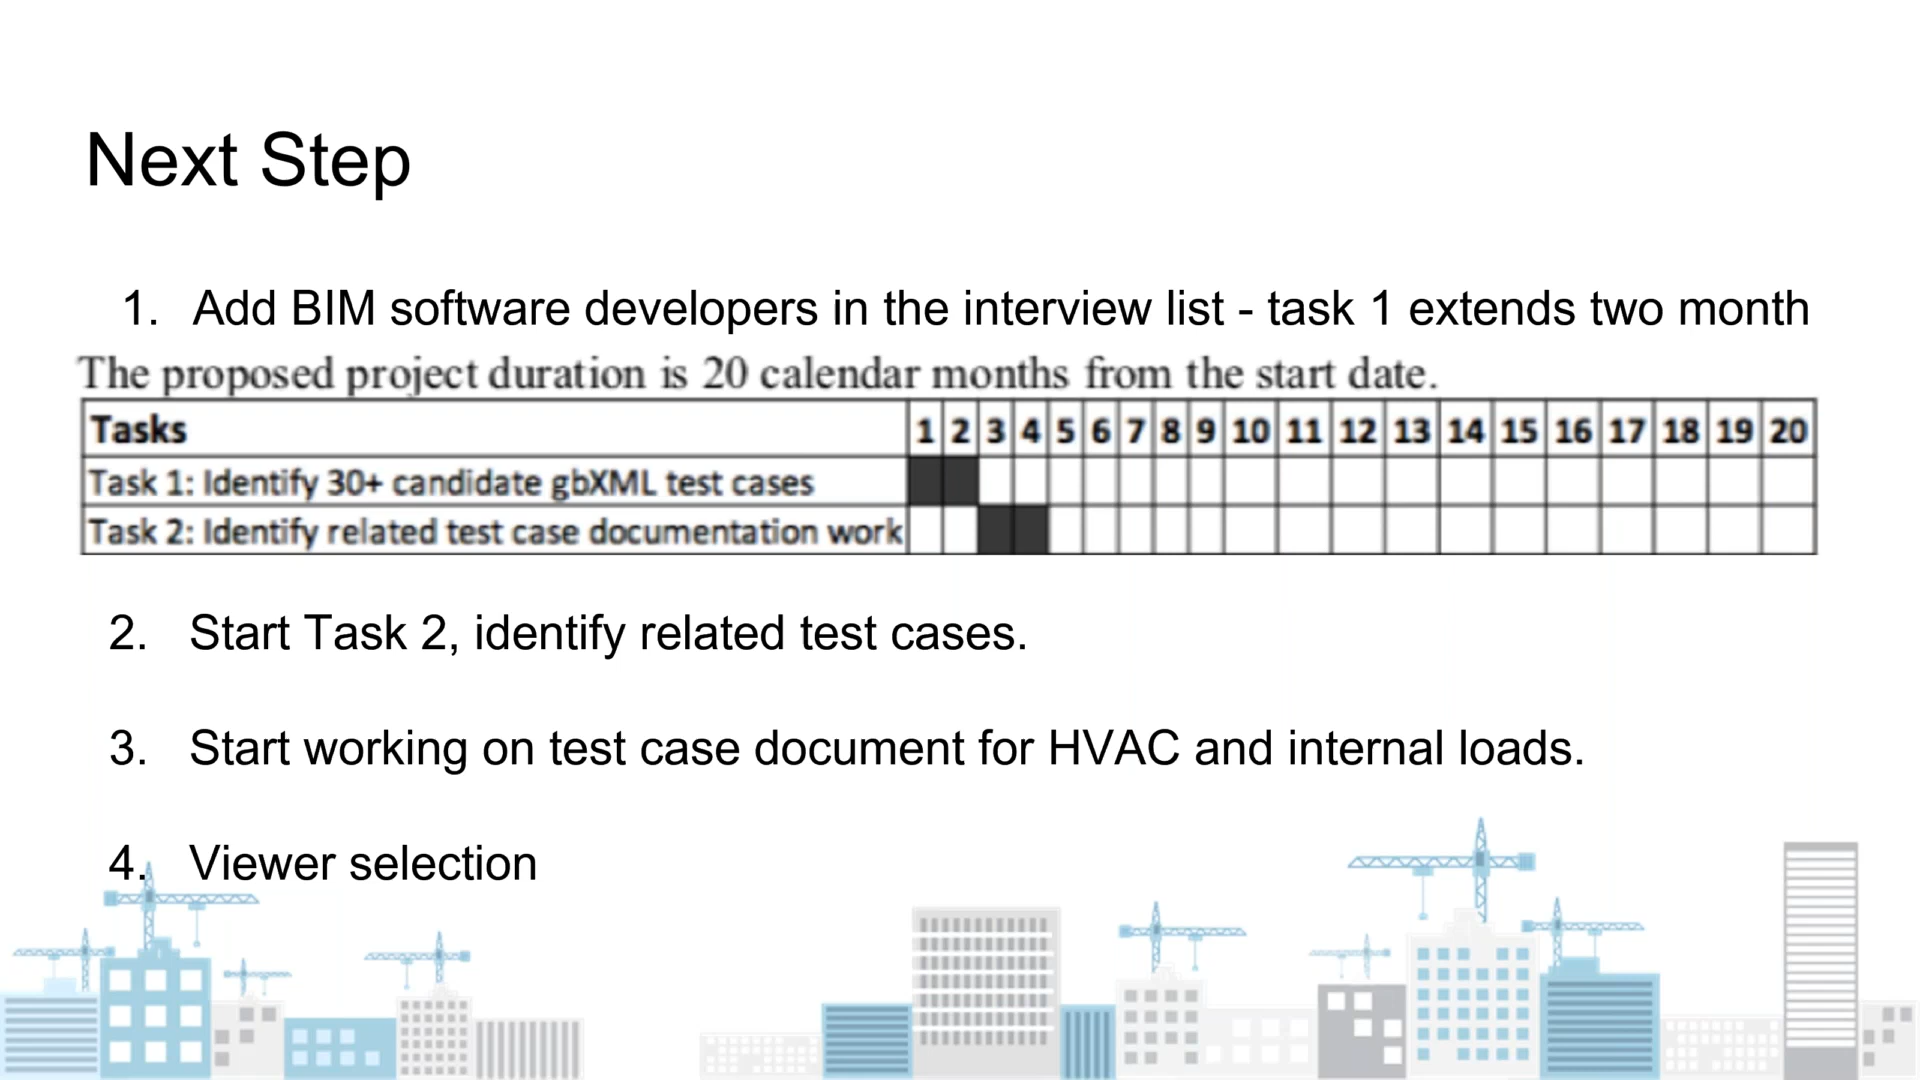 Next Step
1. Add BIM software developers in the interview list - task 1 extends two month
The proposed project duration is 20 calendar months from the start date.
Tasks 1 2 3 4 5 6 7 8 9 10 11 12 13 14 15 16 17 18 19 20
Task 1: Identify 30+ candidate gbXML test cases
Task 2: Identify related test case documentation work
2. Start Task 2, identify related test cases.
3. Start working on test case document for HVAC and internal loads.
4. Viewer selection